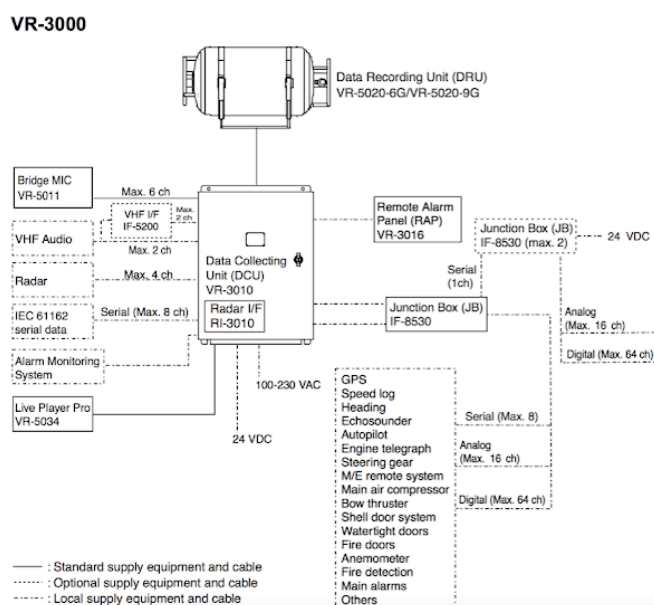 VR-3000
Data Recording Unit (DRU)
VR-5020-6G/VR-5020-9G
Bridge MIC
VR-5011
Max. 6 ch
VHF I/F
IF-5200
Max.
2 ch
VHF Audio
Max. 2 ch
Radar
Max. 4 ch
IEC 61162
serial data
Serial (Max. 8 ch)
Alarm Monitoring
System
Live Player Pro
VR-5034
Data Collecting
Unit (DCU)
VR-3010
Radar I/F
RI-3010
100-230 VAC
24 VDC
Remote Alarm
Panel (RAP)
VR-3016
Junction Box (JB)
IF-8530 (max. 2)
24 VDC
Serial
(1ch)
Junction Box (JB)
IF-8530
Analog
(Max. 16 ch)
Digital (Max. 64 ch)
GPS
Speed log
Heading
Echosounder
Autopilot
Engine telegraph
Steering gear
M/E remote system
Main air compressor
Bow thruster
Shell door system
Watertight doors
Fire doors
Anemometer
Fire detection
Main alarms
Others
Serial (Max. 8)
Analog
(Max. 16 ch)
Digital (Max. 64 ch)
: Standard supply equipment and cable
: Optional supply equipment and cable
: Local supply equipment and cable